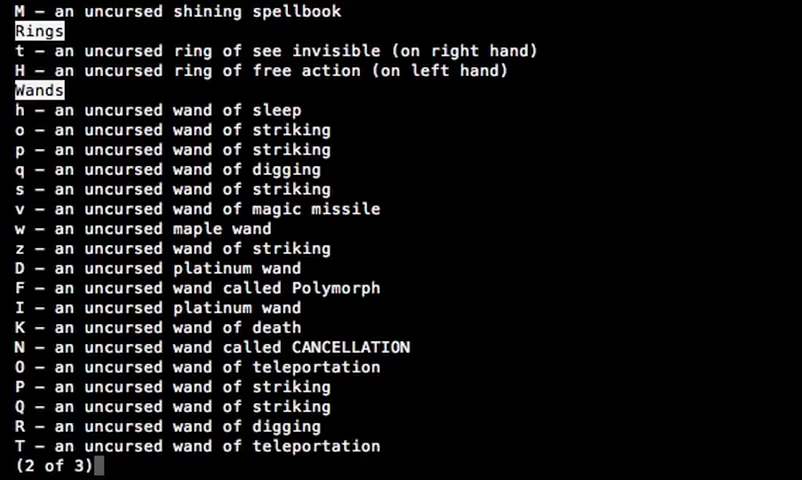 M – an uncursed shining spellbook
Rings
t – an uncursed ring of see invisible (on right hand)
H – an uncursed ring of free action (on left hand)
Wands
h – an uncursed wand of sleep
o – an uncursed wand of striking
p – an uncursed wand of striking
q – an uncursed wand of digging
s – an uncursed wand of striking
v – an uncursed wand of magic missile
w – an uncursed maple wand
z – an uncursed wand of striking
D – an uncursed platinum wand
F – an uncursed wand called Polymorph
I – an uncursed platinum wand
K – an uncursed wand of death
N – an uncursed wand called CANCELLATION
O – an uncursed wand of teleportation
P – an uncursed wand of striking
Q – an uncursed wand of striking
R – an uncursed wand of digging
T – an uncursed wand of teleportation
(2 of 3)